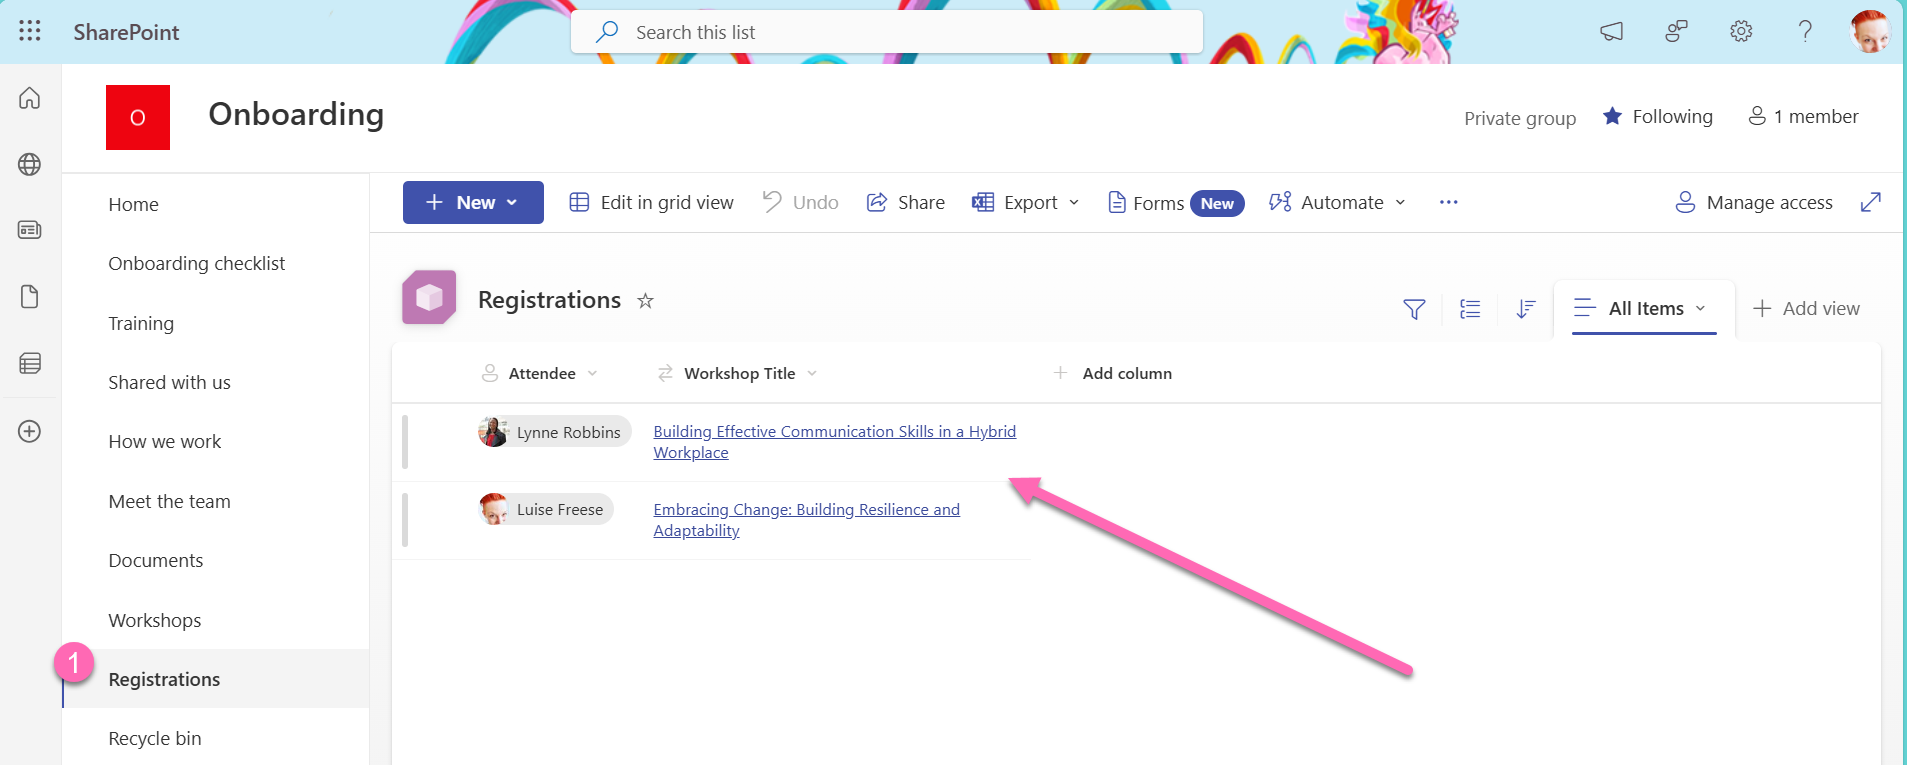 SharePoint
Search this list
O
Onboarding
Private group
Following
1 member
Home
Onboarding checklist
Training
Shared with us
How we work
Meet the team
Documents
Workshops
1
Registrations
Recycle bin
+ New
Edit in grid view
Undo
Share
Export
Forms New
Automate
...
Manage access
Registrations
All Items
+ Add view
Attendee
Workshop Title
+ Add column
Lynne Robbins
Building Effective Communication Skills in a Hybrid
Workplace
Luise Freese
Embracing Change: Building Resilience and
Adaptability